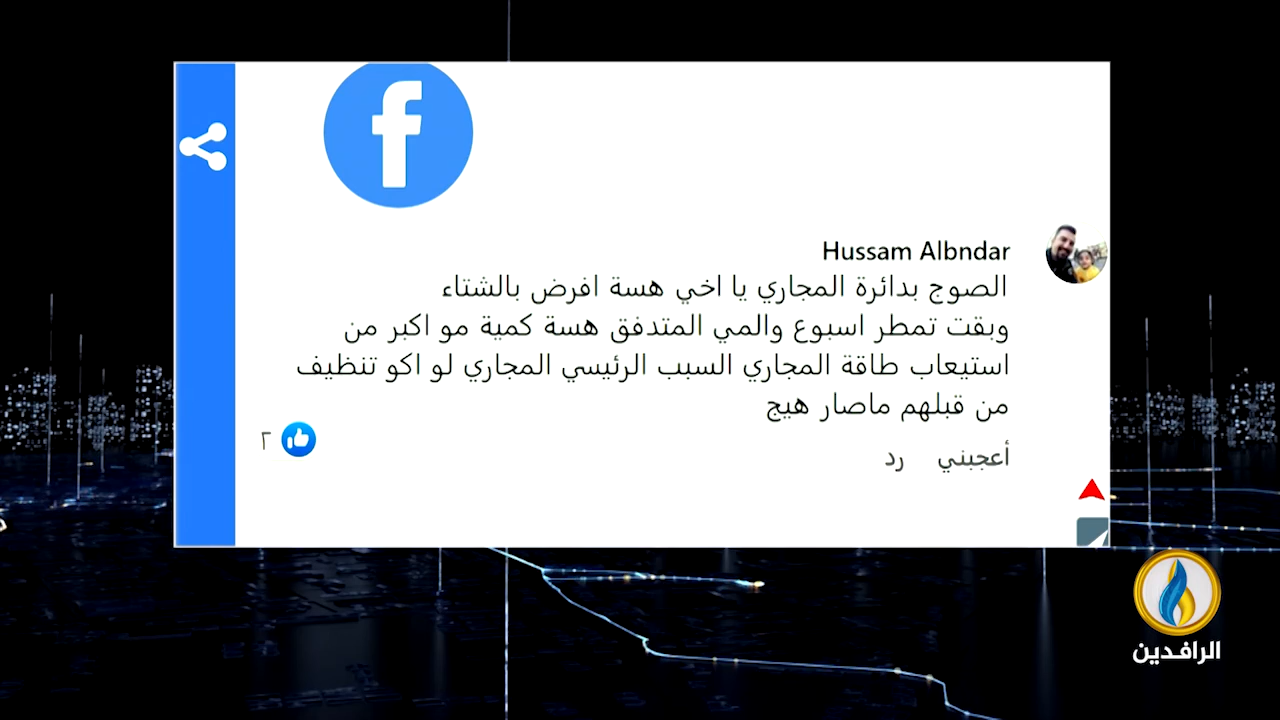 f
Hussam Albndar
الصوج بدائرة المجاري يا اخي هسة افرض بالشتاء
وبقت تمطر اسبوع والمي المتدفق هسة كمية مو اكبر من
استيعاب طاقة المجاري السبب الرئيسي المجاري لو اكو تنظيف
من قبلهم ماصار هيج
٢
أعجبني رد
الرافدين